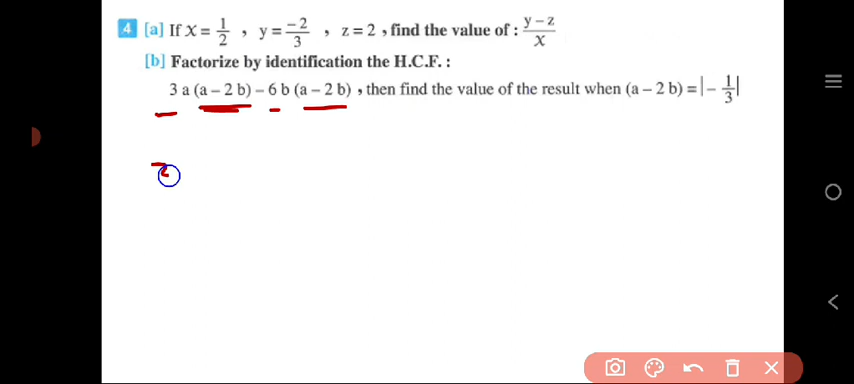 4 [a] If x = 1/2 , y = -2/3 , z = 2 , find the value of : y - z / x
[b] Factorize by identification the H.C.F. :
3 a (a - 2 b) - 6 b (a - 2 b) , then find the value of the result when (a - 2 b) = |- 1/3|